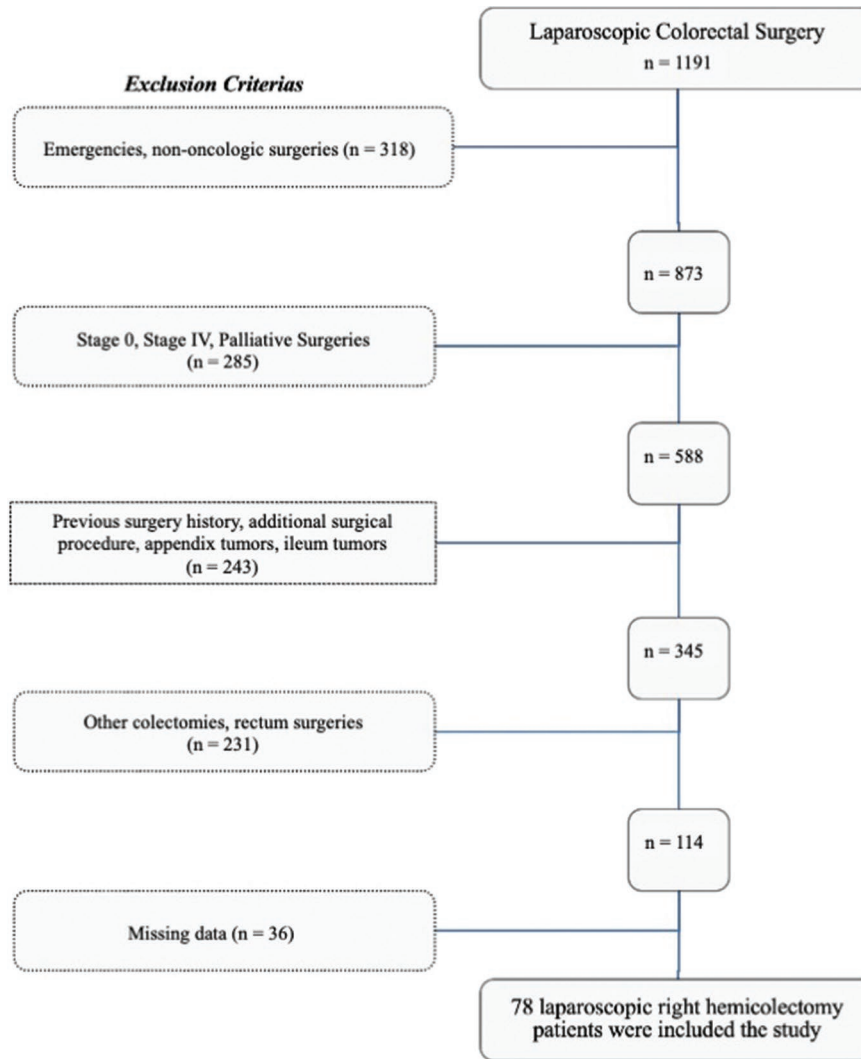 Laparoscopic Colorectal Surgery
n = 1191
Exclusion Criterias
Emergencies, non-oncologic surgeries (n = 318)
n = 873
Stage 0, Stage IV, Palliative Surgeries
(n = 285)
n = 588
Previous surgery history, additional surgical
procedure, appendix tumors, ileum tumors
(n = 243)
n = 345
Other colectomies, rectum surgeries
(n = 231)
n = 114
Missing data (n = 36)
78 laparoscopic right hemicolectomy
patients were included the study